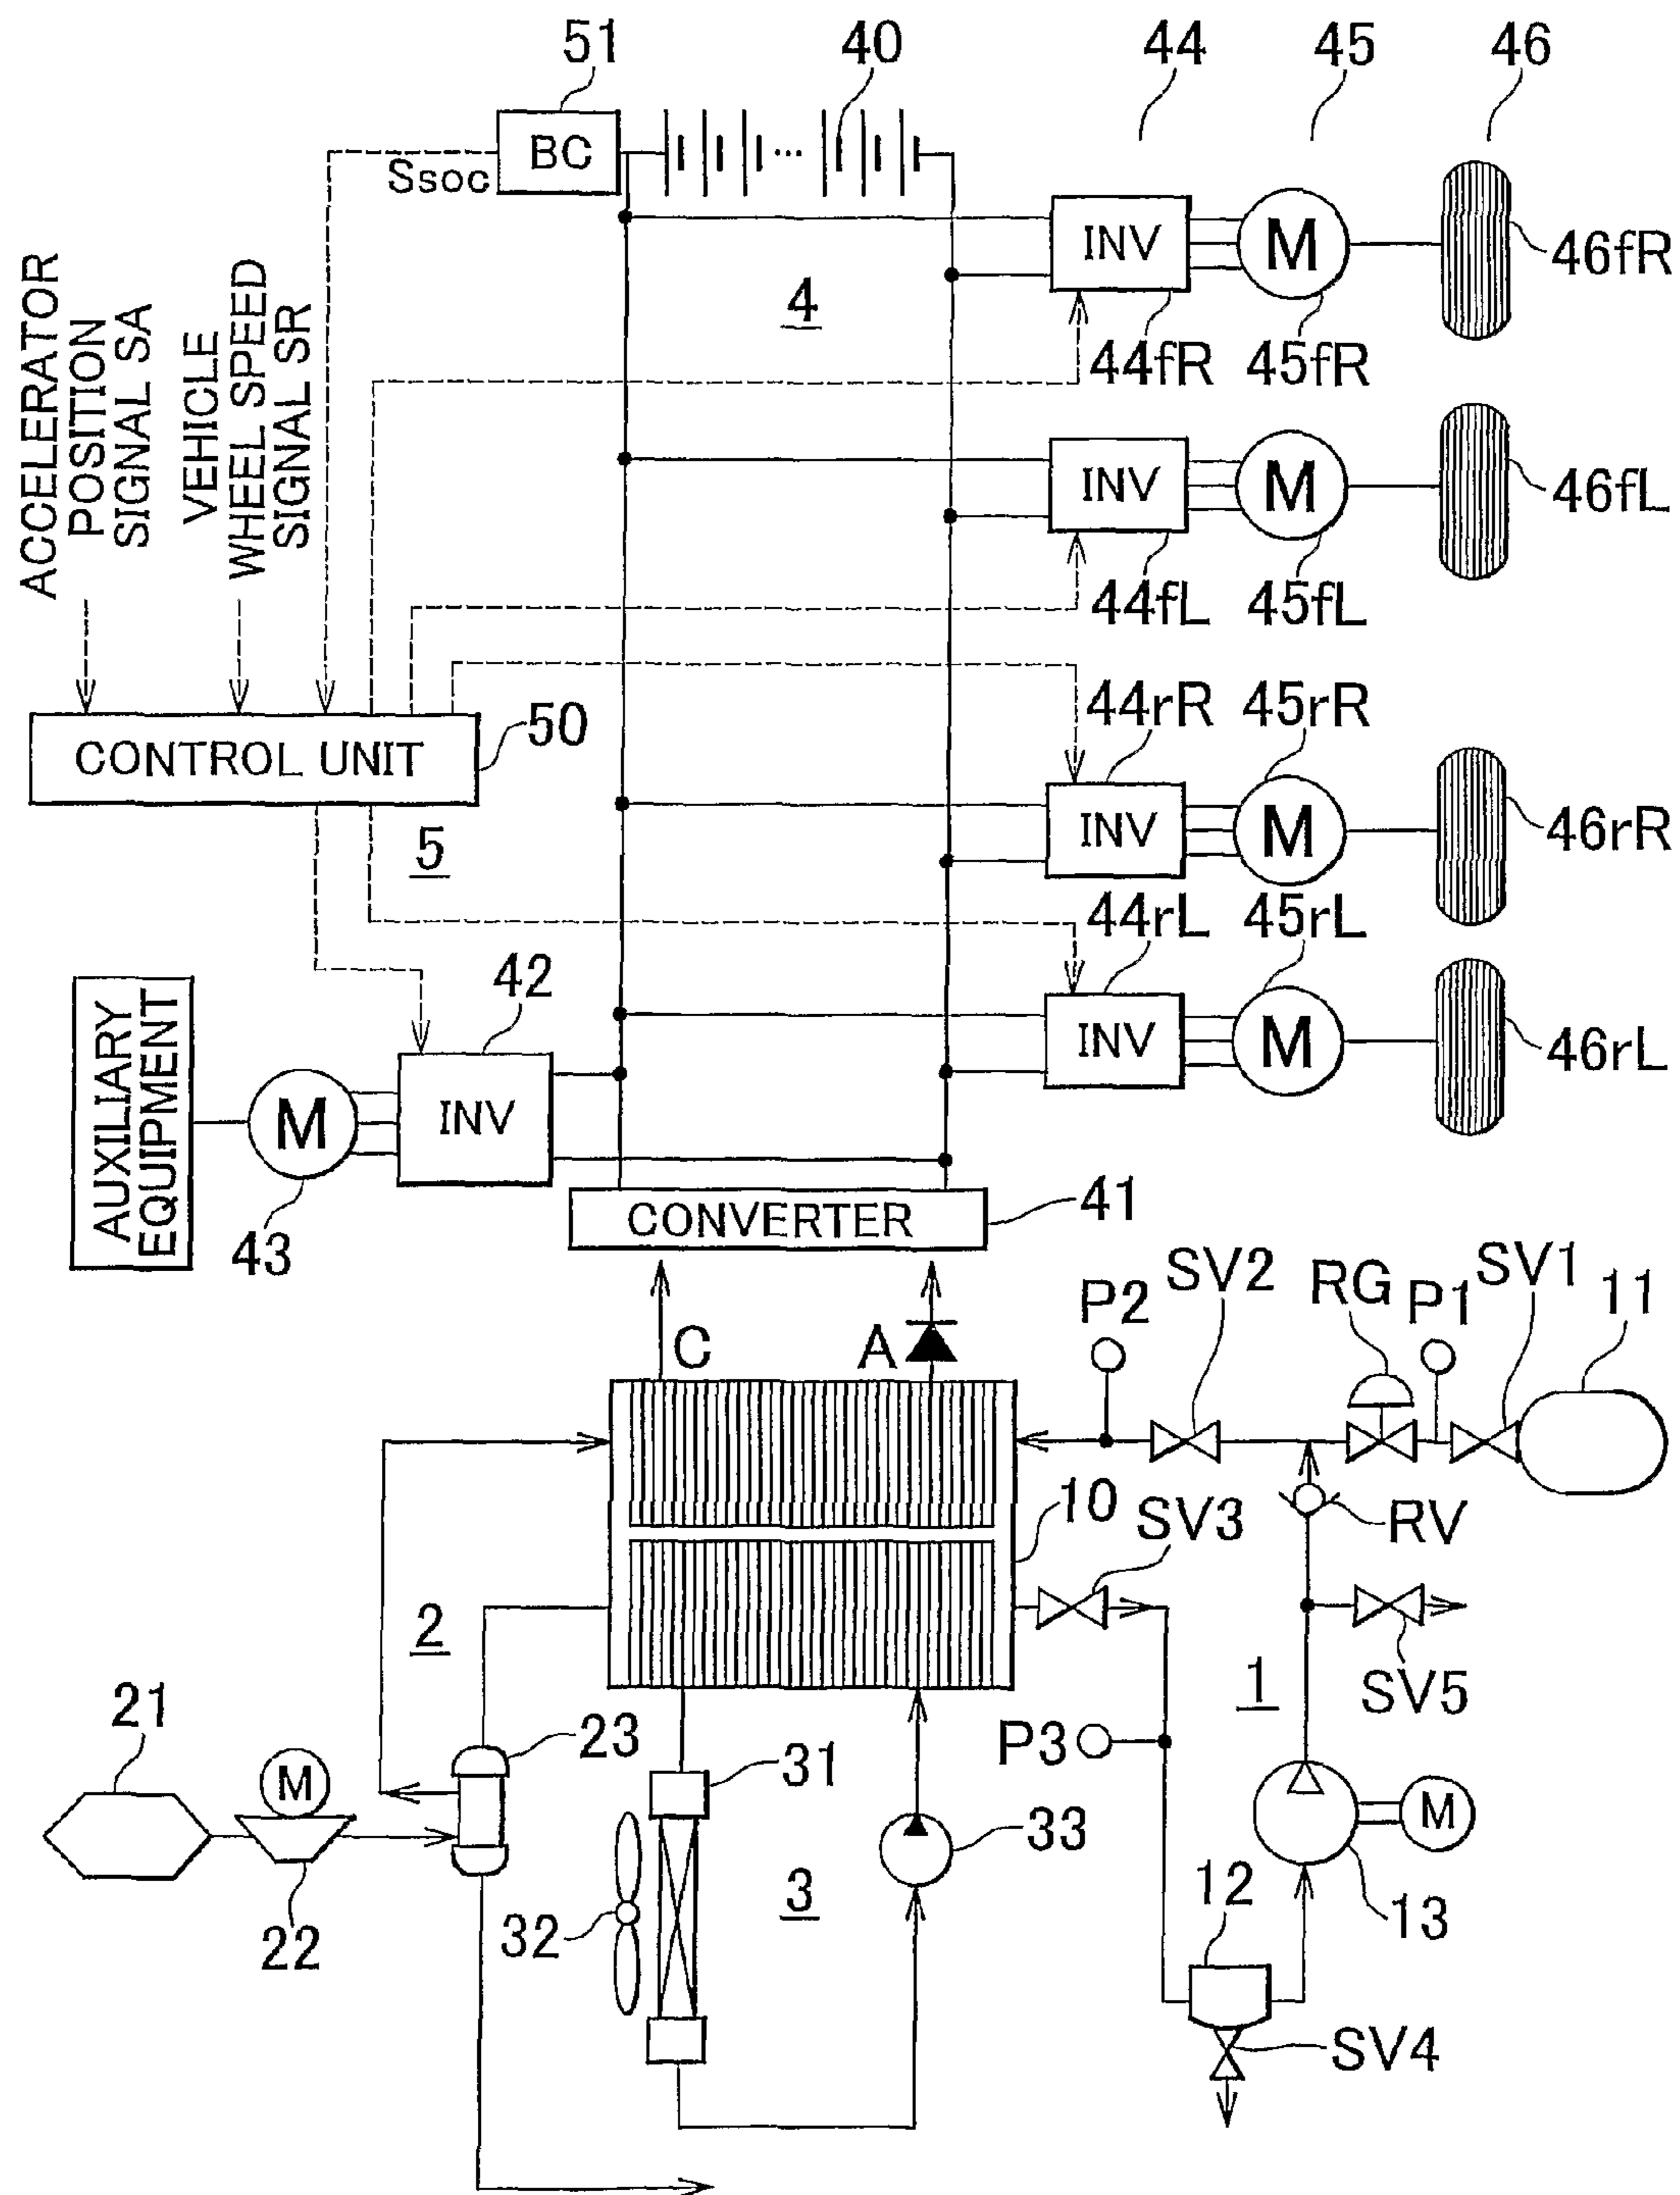 51
40
44
45
46
BC
Ssoc
INV
M
46fR
4
44fR
45fR
ACCELERATOR
POSITION
SIGNAL SA
VEHICLE
WHEEL SPEED
SIGNAL SR
INV
M
46fL
44fL
45fL
44rR
45rR
CONTROL UNIT
50
INV
M
46rR
5
44rL
45rL
42
INV
M
46rL
AUXILIARY
EQUIPMENT
M
INV
43
CONVERTER
41
P2
SV2
RG
P1
SV1
11
C
A
10
SV3
RV
2
1
SV5
21
M
23
31
P3
33
M
22
32
3
12
13
SV4